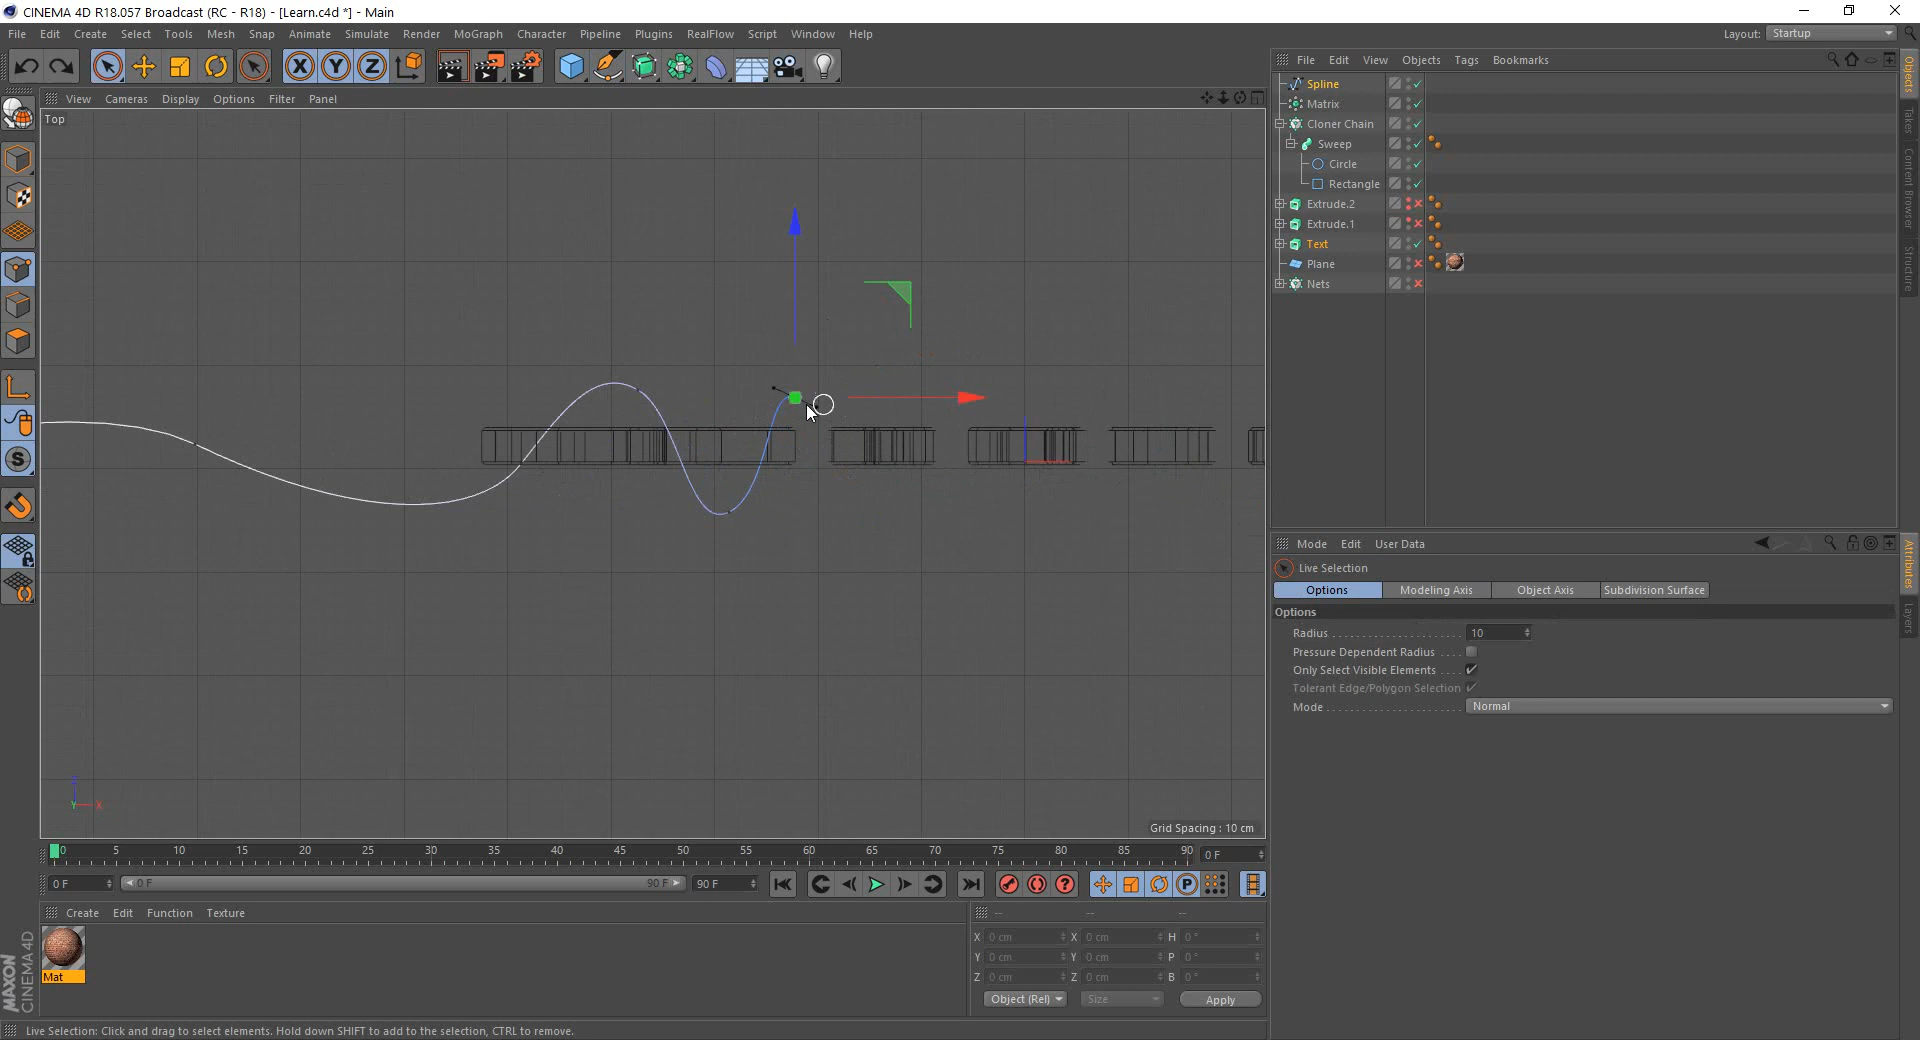 CINEMA 4D R18.057 Broadcast (RC - R18) - [Learn.c4d *] - Main
File Edit Create Select Tools Mesh Snap Animate Simulate Render MoGraph Character Pipeline Plugins RealFlow Script Window Help
Layout: Startup
X Y Z
View Cameras Display Options Filter Panel
Top
File Edit View Objects Tags Bookmarks
Spline
Matrix
Cloner Chain
Sweep
Circle
Rectangle
Extrude.2
Extrude.1
Text
Plane
Nets
Objects
Takes
Content Browser
Structure
Mode Edit User Data
Live Selection
Options Modeling Axis Object Axis Subdivision Surface
Options
Radius 10
Pressure Dependent Radius
Only Select Visible Elements
Tolerant Edge/Polygon Selection
Mode Normal
Attributes
Layers
S
Y X
Grid Spacing : 10 cm
0 5 10 15 20 25 30 35 40 45 50 55 60 65 70 75 80 85 90 0 F
0 F 0 F 90 F 90 F
P
Create Edit Function Texture
Mat
-- -- --
X 0 cm X 0 cm H 0 °
Y 0 cm Y 0 cm P 0 °
Z 0 cm Z 0 cm B 0 °
Object (Rel) Size Apply
MAXON
CINEMA 4D
Live Selection: Click and drag to select elements. Hold down SHIFT to add to the selection, CTRL to remove.